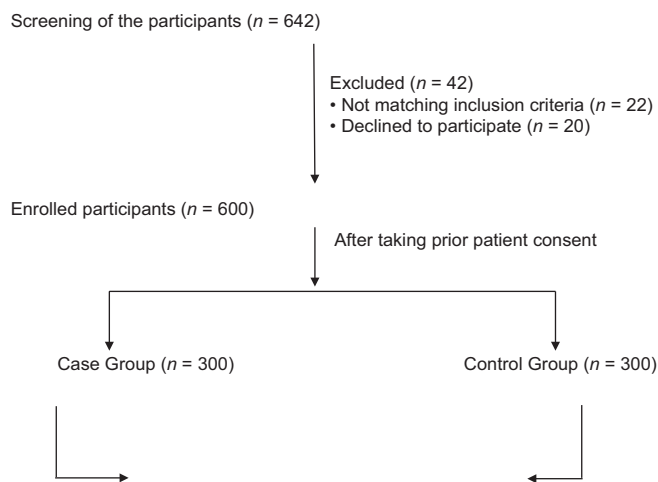 Screening of the participants (n = 642)
Excluded (n = 42)
• Not matching inclusion criteria (n = 22)
• Declined to participate (n = 20)
Enrolled participants (n = 600)
After taking prior patient consent
Case Group (n = 300)
Control Group (n = 300)